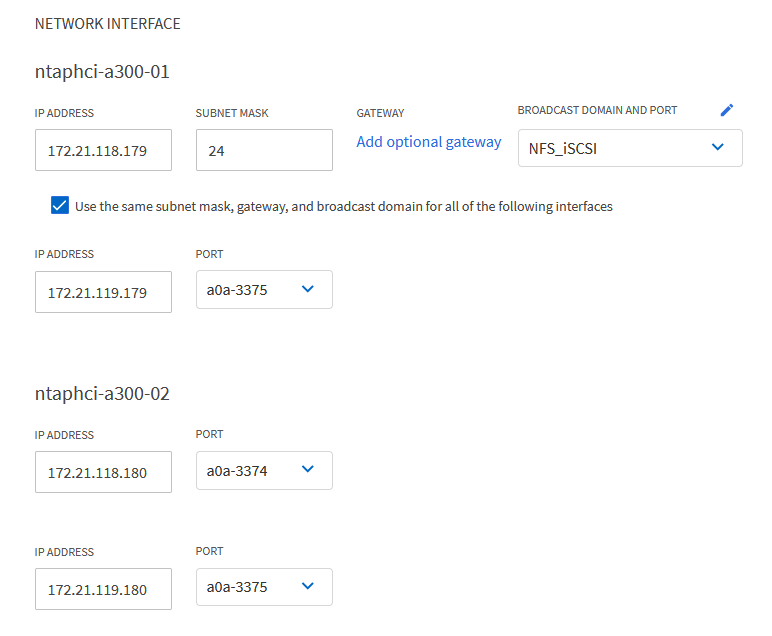 NETWORK INTERFACE
ntaphci-a300-01
IP ADDRESS SUBNET MASK GATEWAY BROADCAST DOMAIN AND PORT
172.21.118.179 24 Add optional gateway NFS_iSCSI
Use the same subnet mask, gateway, and broadcast domain for all of the following interfaces
IP ADDRESS PORT
172.21.119.179 a0a-3375
ntaphci-a300-02
IP ADDRESS PORT
172.21.118.180 a0a-3374
IP ADDRESS PORT
172.21.119.180 a0a-3375